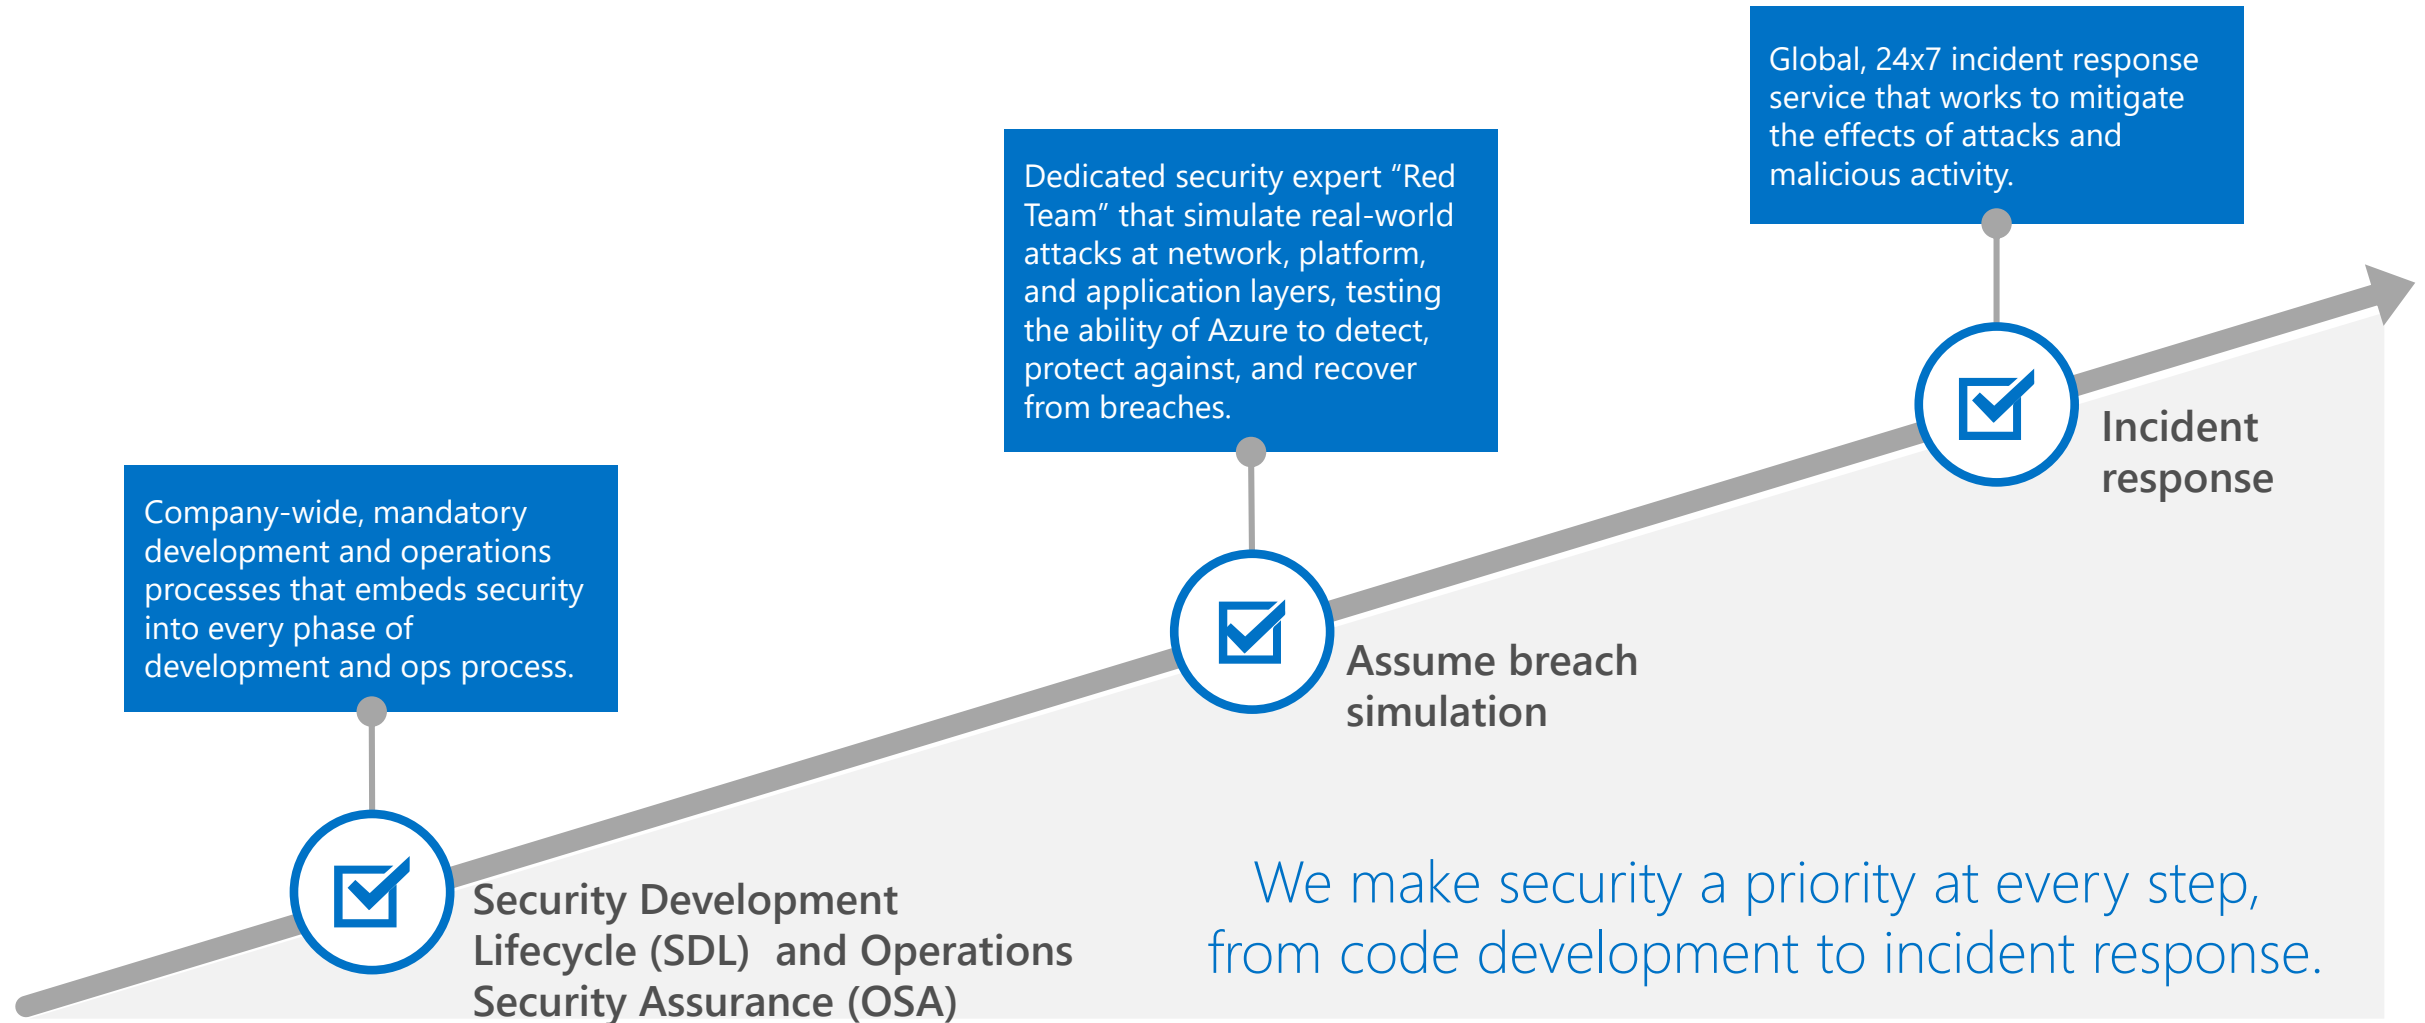 Global, 24x7 incident response
service that works to mitigate
the effects of attacks and
malicious activity.
Dedicated security expert “Red
Team” that simulate real-world
attacks at network, platform,
and application layers, testing
the ability of Azure to detect,
protect against, and recover
from breaches.
Company-wide, mandatory
development and operations
processes that embeds security
into every phase of
development and ops process.
Incident
response
Assume breach
simulation
Security Development
Lifecycle (SDL)  and Operations
Security Assurance (OSA)
We make security a priority at every step,
from code development to incident response.